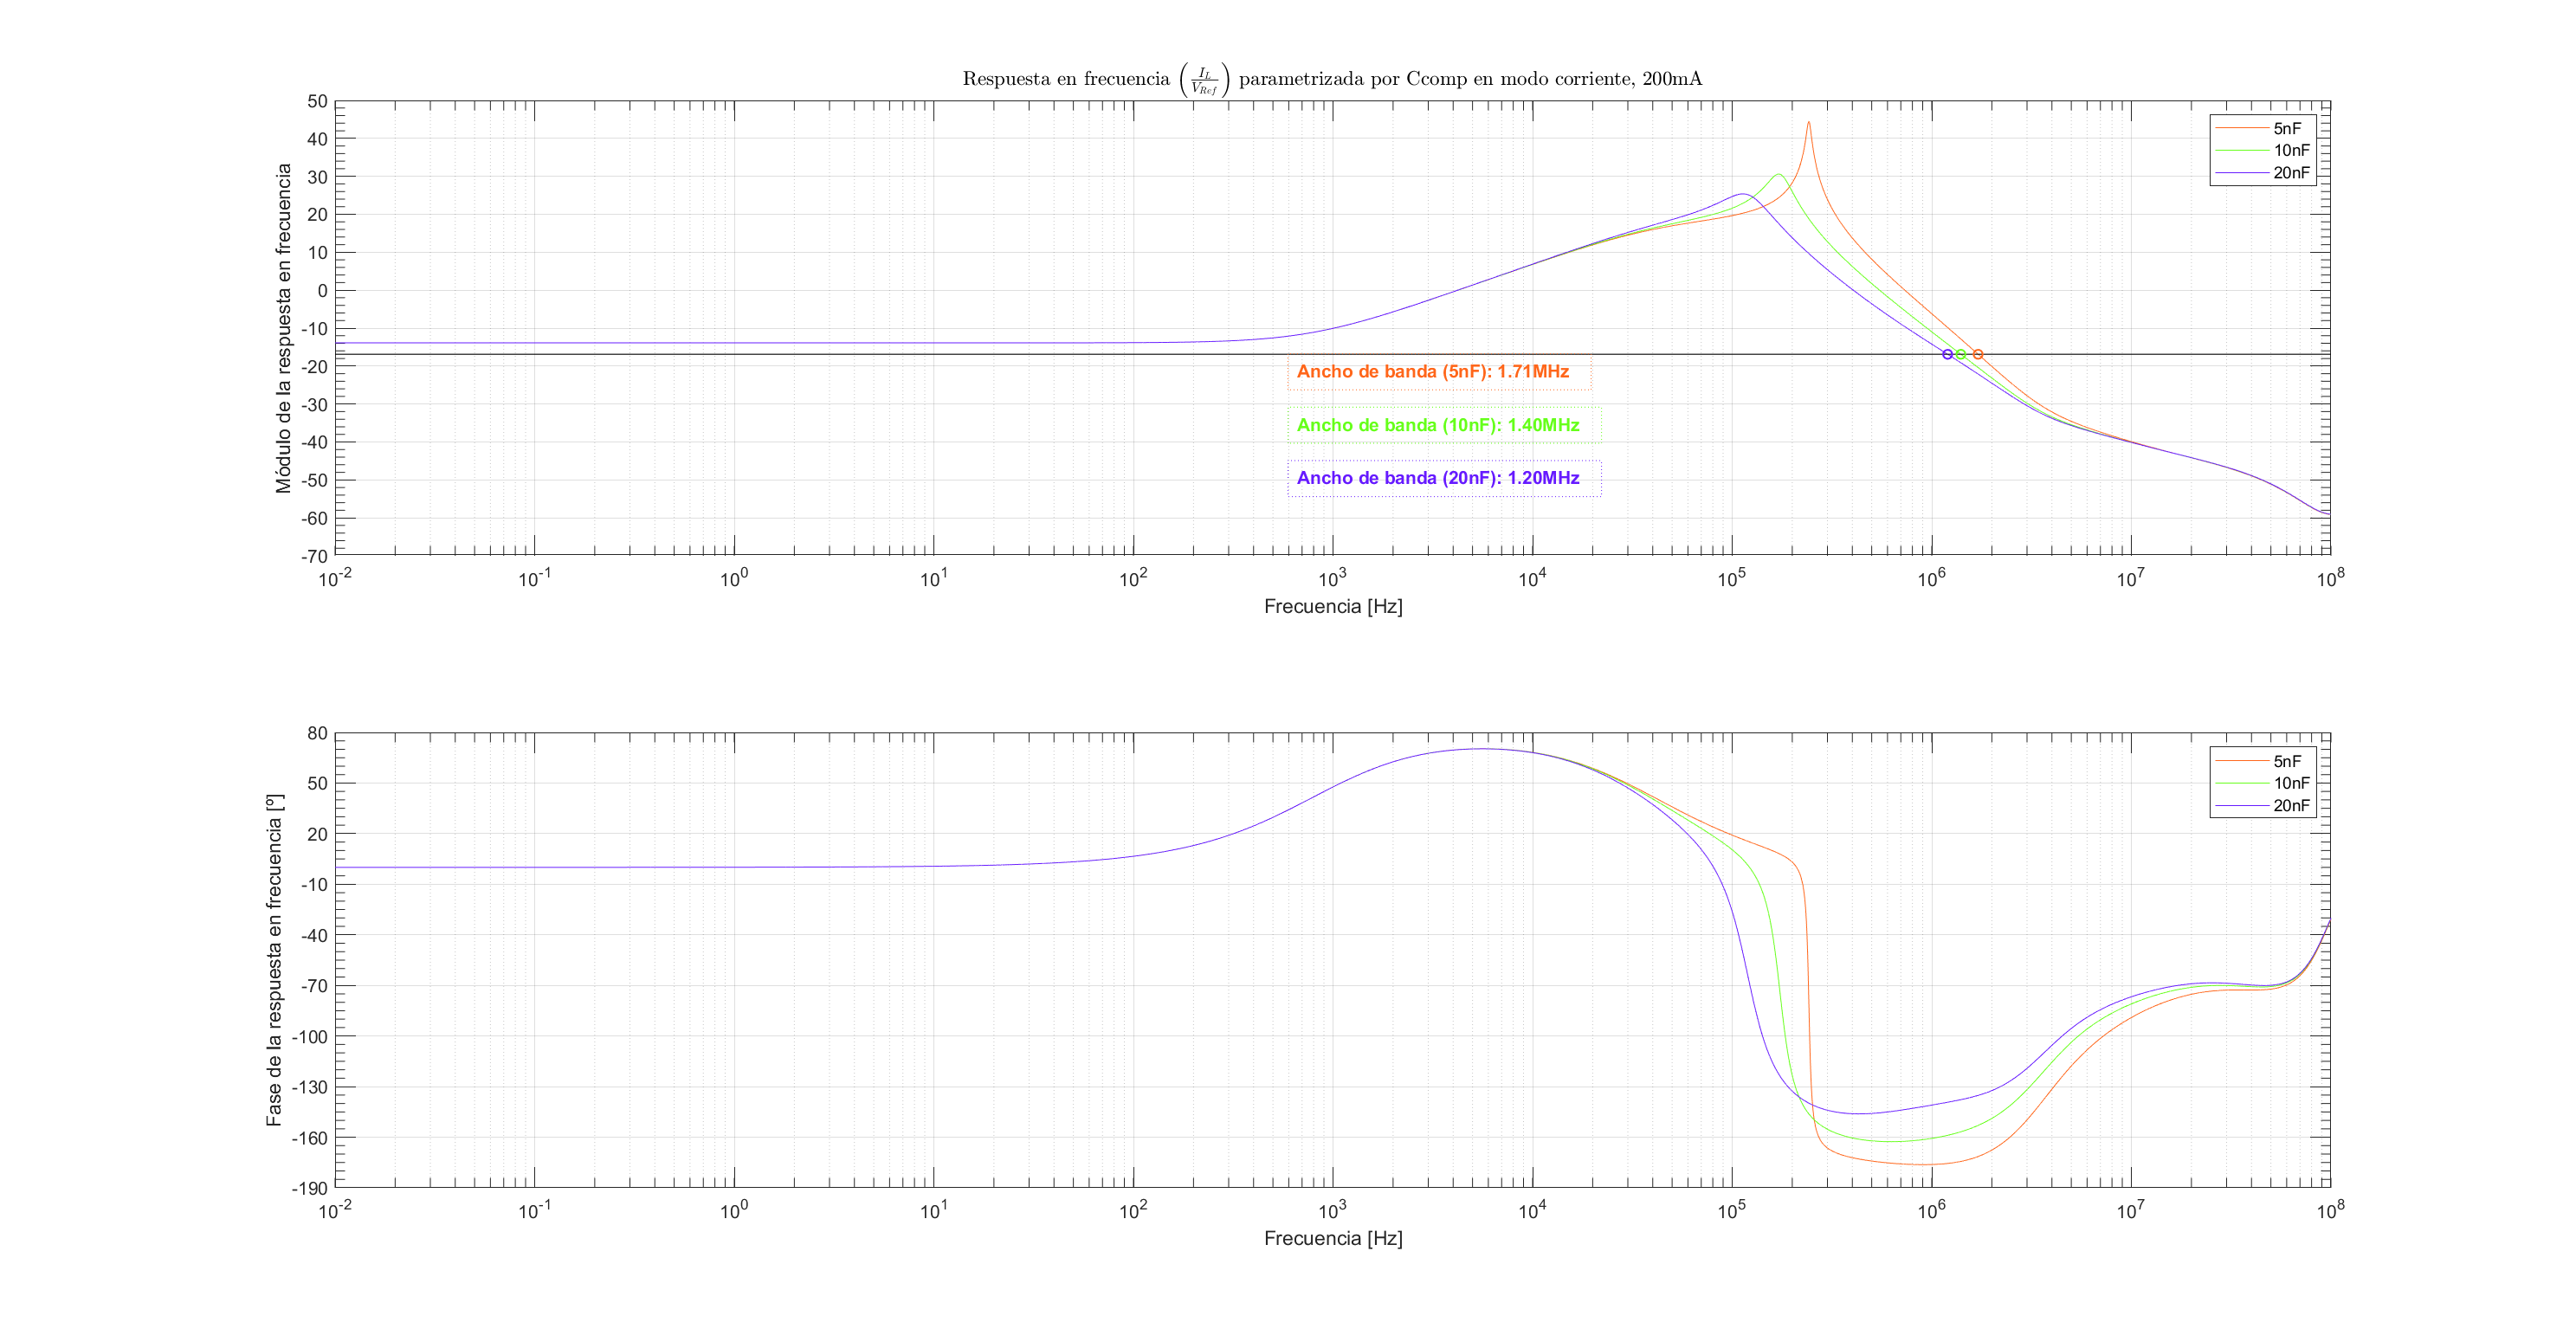 Respuesta en frecuencia (I_L/V_Ref) parametrizada por Ccomp en modo corriente, 200mA
Módulo de la respuesta en frecuencia
50
40
30
20
10
0
-10
-20
-30
-40
-50
-60
-70
5nF
10nF
20nF
Ancho de banda (5nF): 1.71MHz
Ancho de banda (10nF): 1.40MHz
Ancho de banda (20nF): 1.20MHz
10^-2 10^-1 10^0 10^1 10^2 10^3 10^4 10^5 10^6 10^7 10^8
Frecuencia [Hz]
Fase de la respuesta en frecuencia [º]
80
50
20
-10
-40
-70
-100
-130
-160
-190
5nF
10nF
20nF
10^-2 10^-1 10^0 10^1 10^2 10^3 10^4 10^5 10^6 10^7 10^8
Frecuencia [Hz]